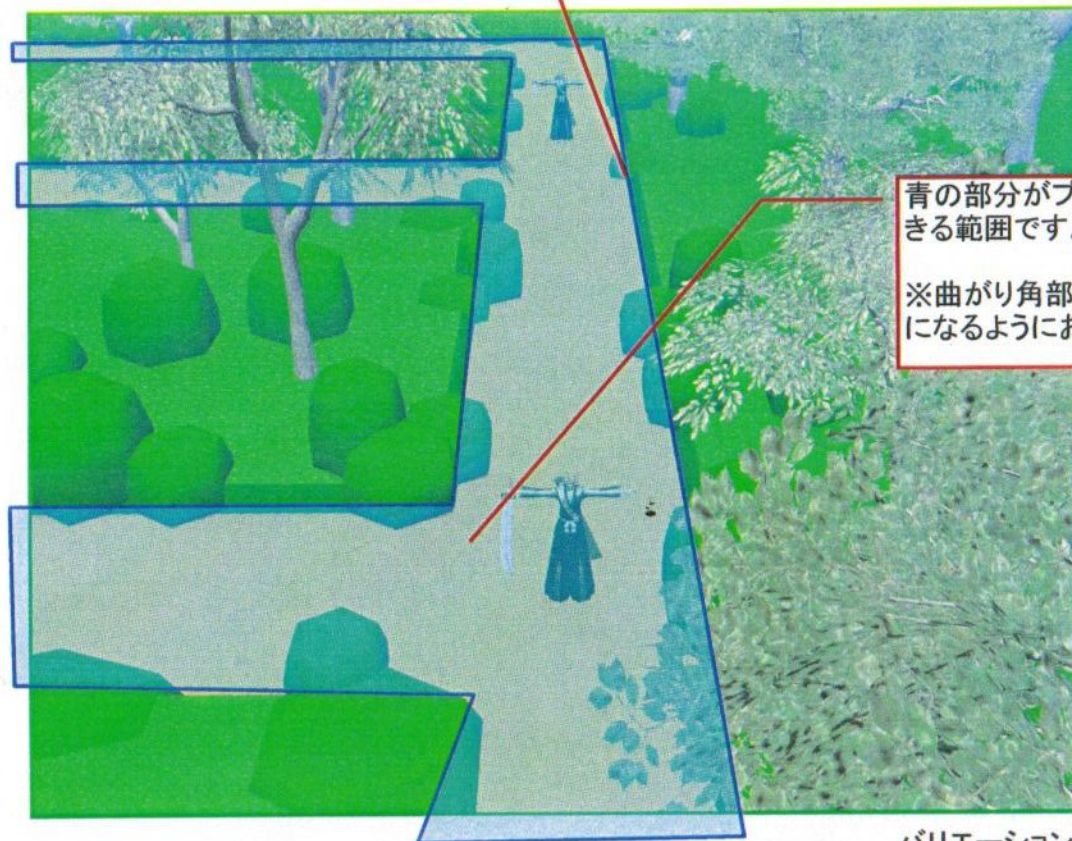 青の部分がプ
きる範囲です。
※曲がり角部
になるようにお
バリエーション